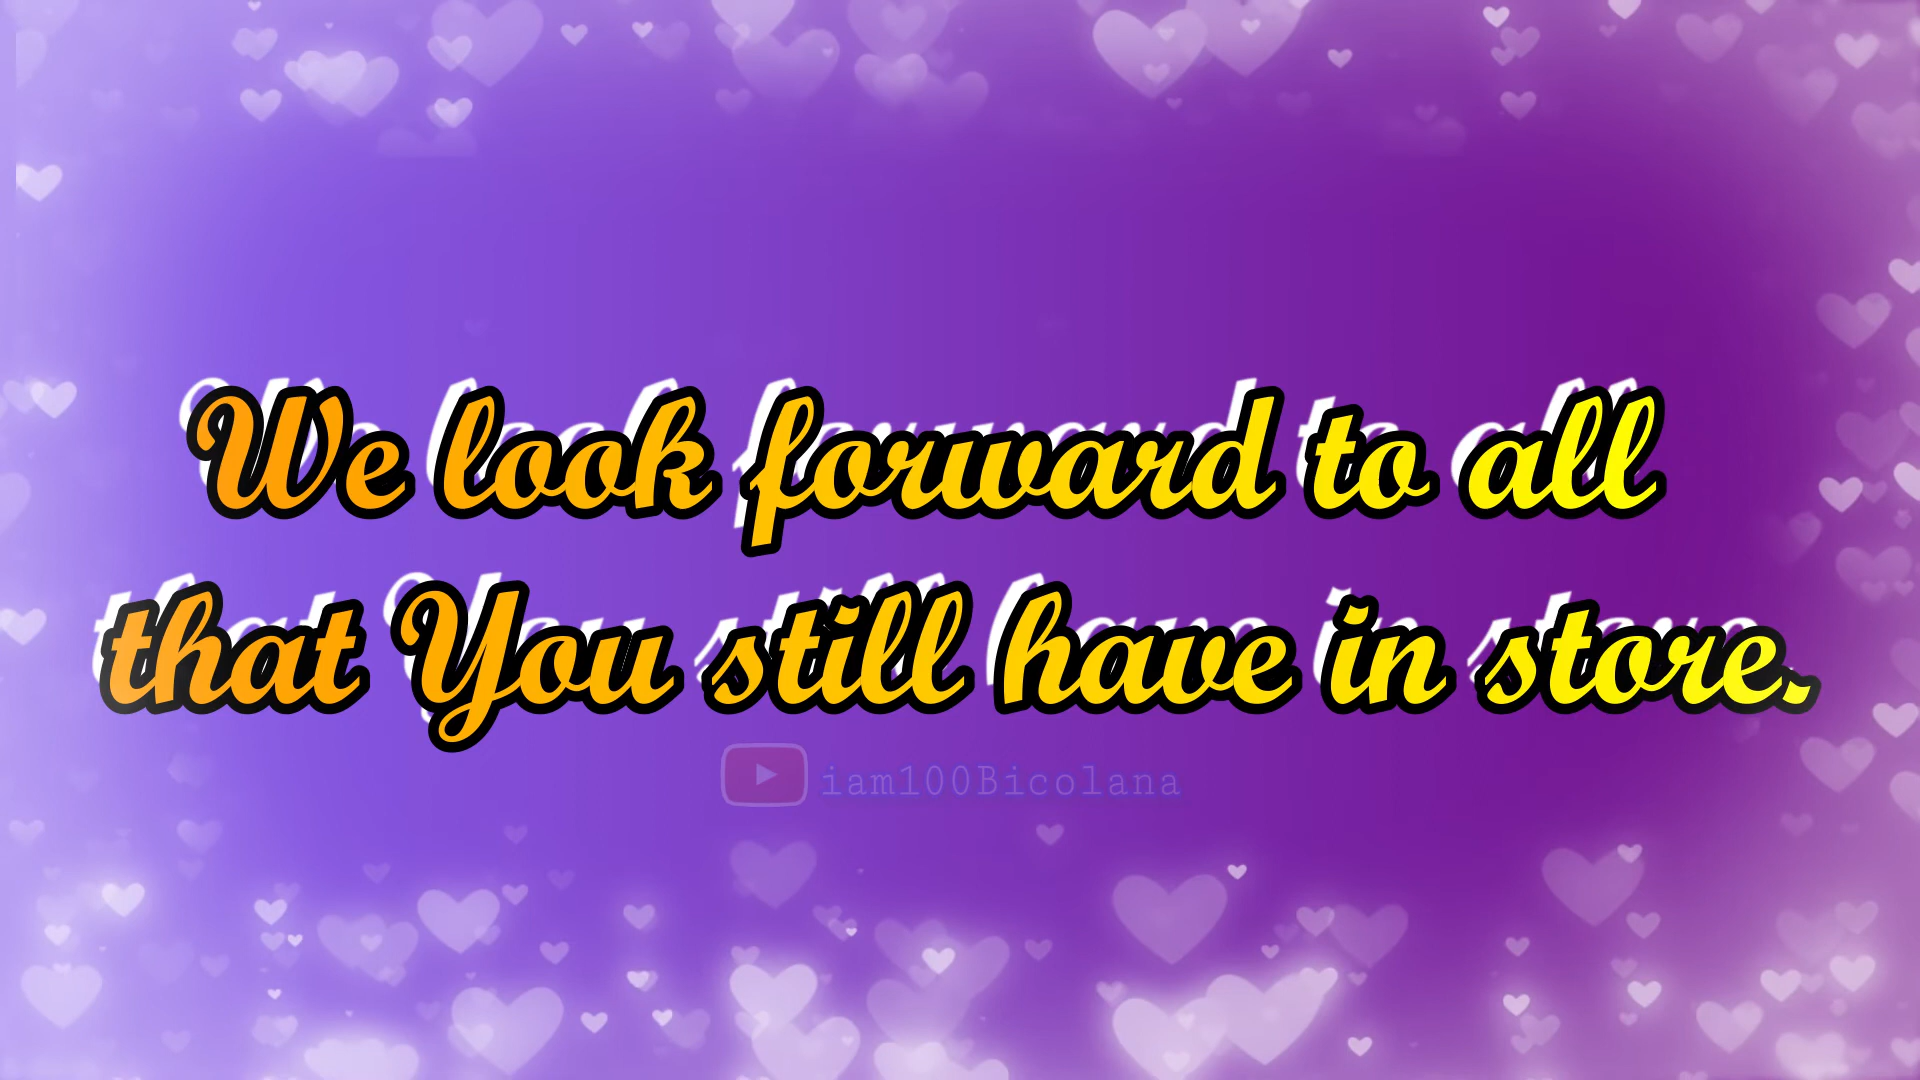 We look forward to all
that You still have in store.
iam100Bicolana